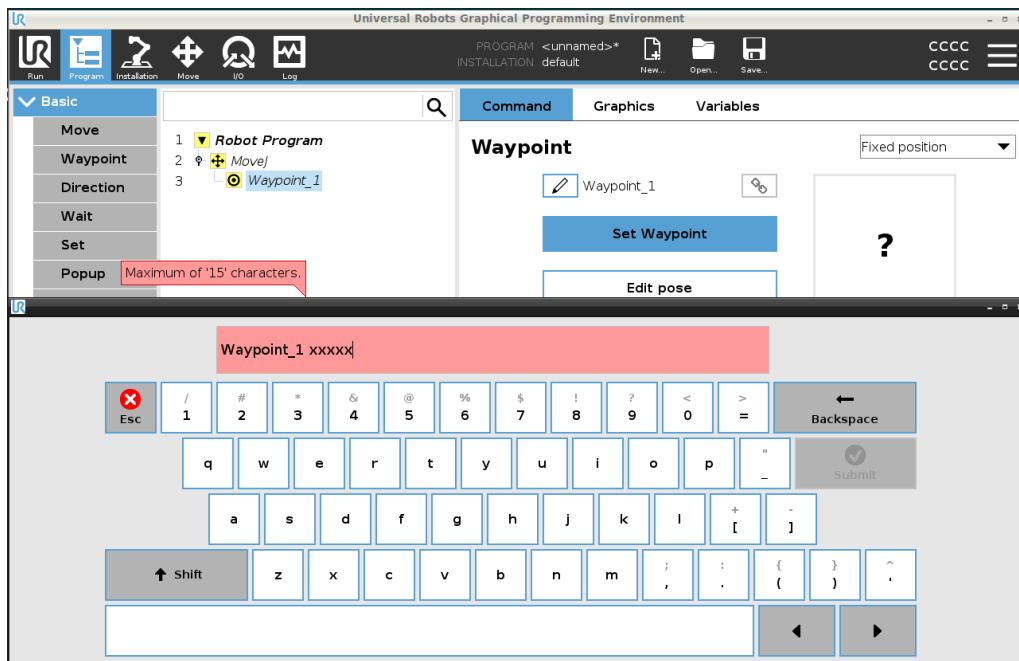 UR
Universal Robots Graphical Programming Environment
Run
Program
Installation
Move
I/O
Log
PROGRAM <unnamed>*
INSTALLATION default
New...
Open...
Save...
CCCC
CCCC
Basic
Command Graphics Variables
Move
Waypoint
Direction
Wait
Set
Popup
1 Robot Program
2 MoveJ
3 Waypoint_1
Waypoint
Fixed position
Waypoint_1
Set Waypoint
?
Edit pose
Maximum of '15' characters.
UR
Waypoint_1 xxxxx
Esc
/ # * & @ % $ ! ? < >
1 2 3 4 5 6 7 8 9 0 =
Backspace
q w e r t y u i o p " _
Submit
a s d f g h j k l + [ - ]
Shift z x c v b n m ; , : . { ( } ) ^ '